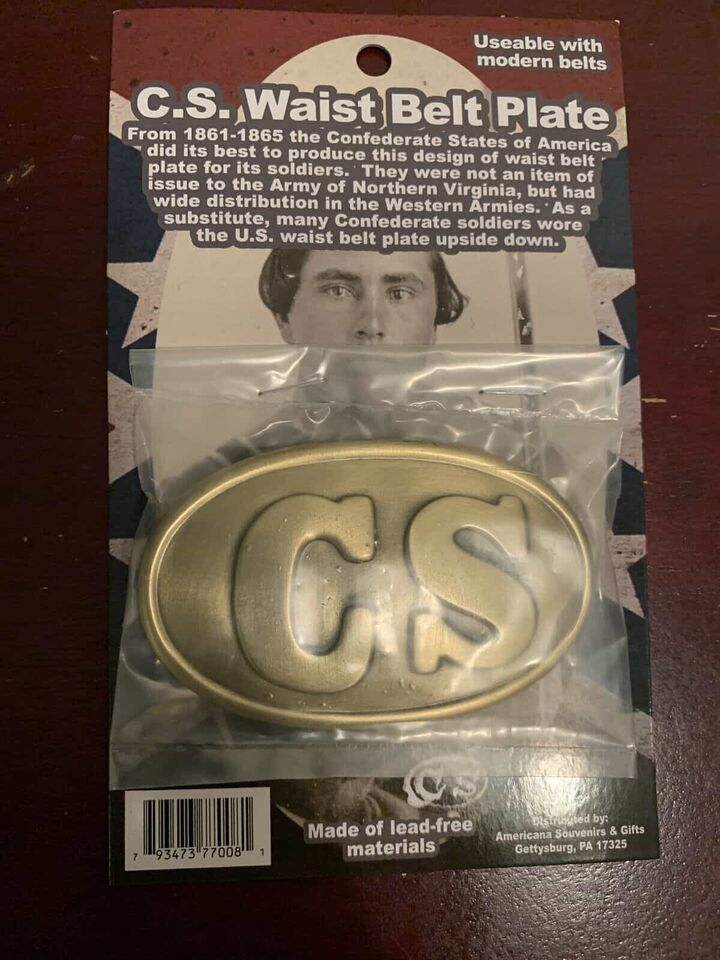 Useable with
modern belts
C.S. Waist Belt Plate
From 1861-1865 the Confederate States of America
did its best to produce this design of waist belt
plate for its soldiers. They were not an item of
issue to the Army of Northern Virginia, but had
wide distribution in the Western Armies. As a
substitute, many Confederate soldiers wore
the U.S. waist belt plate upside down.
CS
CS
7 93473 77008 1
Made of lead-free
materials
Distributed by:
Americana Souvenirs & Gifts
Gettysburg, PA 17325